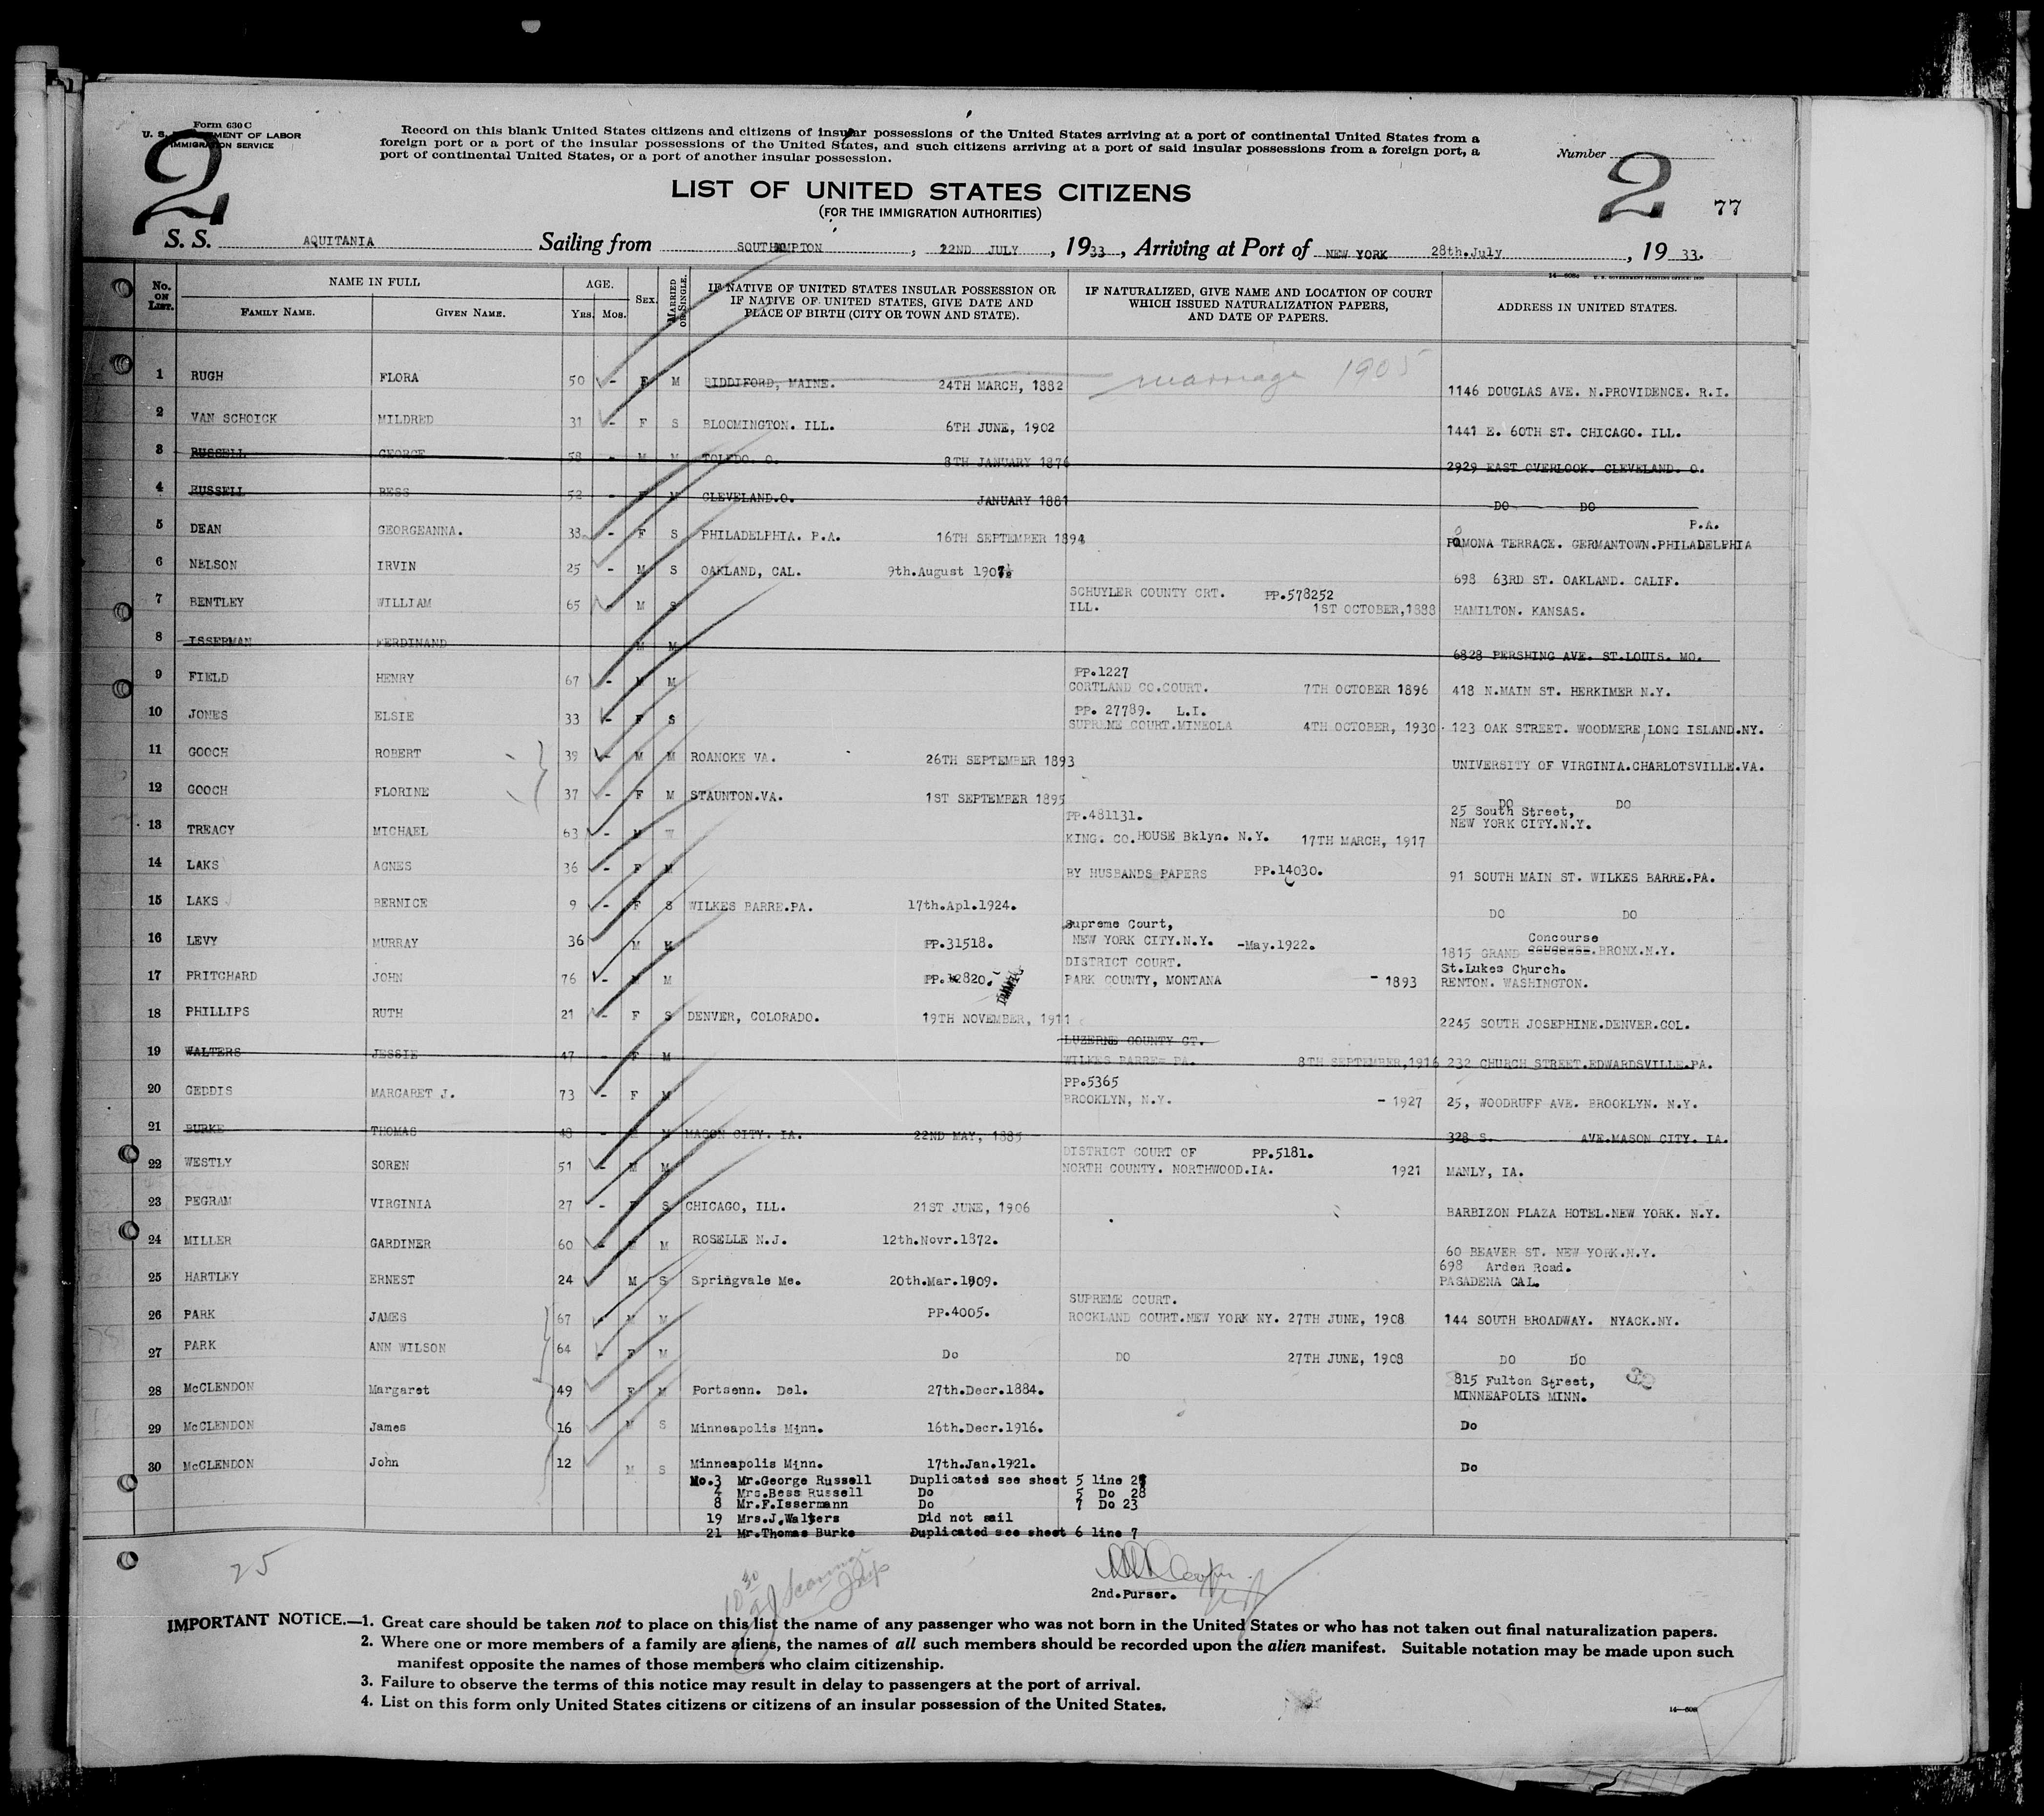 Form 630 C
U. S. DEPARTMENT OF LABOR
IMMIGRATION SERVICE
2
Record on this blank United States citizens and citizens of insular possessions of the United States arriving at a port of continental United States from a
foreign port or a port of the insular possessions of the United States, and such citizens arriving at a port of said insular possessions from a foreign port, a
port of continental United States, or a port of another insular possession.
Number
2
77
LIST OF UNITED STATES CITIZENS
(FOR THE IMMIGRATION AUTHORITIES)
S. S. AQUITANIA Sailing from SOUTHAMPTON, 22ND JULY, 1933, Arriving at Port of NEW YORK 28th.July, 1933.
14—608c U. S. GOVERNMENT PRINTING OFFICE: 1930
No. ON LIST. NAME IN FULL FAMILY NAME. GIVEN NAME. AGE. Yrs. Mos. SEX. MARRIED OR SINGLE. IF NATIVE OF UNITED STATES INSULAR POSSESSION OR IF NATIVE OF UNITED STATES, GIVE DATE AND PLACE OF BIRTH (CITY OR TOWN AND STATE). IF NATURALIZED, GIVE NAME AND LOCATION OF COURT WHICH ISSUED NATURALIZATION PAPERS, AND DATE OF PAPERS. ADDRESS IN UNITED STATES.
1 RUGH FLORA 50 - F M BIDDIFORD, MAINE. 24TH MARCH, 1882 marriage 1905 1146 DOUGLAS AVE. N.PROVIDENCE. R.I.
2 VAN SCHOICK MILDRED 31 - F S BLOOMINGTON. ILL. 6TH JUNE, 1902 1441 E. 60TH ST. CHICAGO. ILL.
3 RUSSELL GEORGE 58 - M M TOLEDO. O. 8TH JANUARY 1876 2929 EAST OVERLOOK. CLEVELAND. O.
4 RUSSELL BESS 52 - F M CLEVELAND.O. JANUARY 1881 DO DO
5 DEAN GEORGEANNA. 38 - F S PHILADELPHIA. P.A. 16TH SEPTEMBER 1894 POMONA TERRACE. GERMANTOWN.PHILADELPHIA P.A.
6 NELSON IRVIN 25 - M S OAKLAND, CAL. 9th.August 1907 698 63RD ST. OAKLAND. CALIF.
7 BENTLEY WILLIAM 65 - M S SCHUYLER COUNTY CRT. PP.578252
ILL. 1ST OCTOBER,1888 HAMILTON. KANSAS.
8 ISSERMAN FERDINAND M M 6828 PERSHING AVE. ST.LOUIS. MO.
9 FIELD HENRY 67 - M M PP.1227
CORTLAND CO.COURT. 7TH OCTOBER 1896 418 N.MAIN ST. HERKIMER N.Y.
10 JONES ELSIE 33 - F S PP. 27789. L.I.
SUPREME COURT.MINEOLA 4TH OCTOBER, 1930 123 OAK STREET. WOODMERE,LONG ISLAND.NY.
11 GOOCH ROBERT 39 - M M ROANOKE VA. 26TH SEPTEMBER 1893 UNIVERSITY OF VIRGINIA.CHARLOTSVILLE.VA.
12 GOOCH FLORINE 37 - F M STAUNTON.VA. 1ST SEPTEMBER 1895 DO DO
13 TREACY MICHAEL 63 - M PP.481131.
KING. CO.HOUSE Bklyn. N.Y. 17TH MARCH, 1917 25 South Street,
NEW YORK CITY.N.Y.
14 LAKS AGNES 36 - F M BY HUSBANDS PAPERS PP.14030. 91 SOUTH MAIN ST. WILKES BARRE.PA.
15 LAKS BERNICE 9 - F S WILKES BARRE.PA. 17th.Apl.1924. DO DO
16 LEVY MURRAY 36 M M PP.31518. Supreme Court,
NEW YORK CITY.N.Y. -May.1922. 1815 GRAND Concourse.BRONX.N.Y.
17 PRITCHARD JOHN 76 - M M PP.12820. DISTRICT COURT.
PARK COUNTY, MONTANA - 1893 St.Lukes Church.
RENTON. WASHINGTON.
18 PHILLIPS RUTH 21 - F S DENVER, COLORADO. 19TH NOVEMBER, 1911 2245 SOUTH JOSEPHINE.DENVER.COL.
19 WALTERS JESSIE 47 - F M LUZERNE COUNTY CT.
WILKES BARRE= PA. 8TH SEPTEMBER,1916 232 CHURCH STREET.EDWARDSVILLE.PA.
20 GEDDIS MARGARET J. 73 - F M PP.5365
BROOKLYN, N.Y. - 1927 25, WOODRUFF AVE. BROOKLYN. N.Y.
21 BURKE THOMAS 48 - M M MASON CITY. IA. 22ND MAY, 1885 328 S. AVE.MASON CITY. IA.
22 WESTLY SOREN 51 - M M DISTRICT COURT OF PP.5181.
NORTH COUNTY. NORTHWOOD.IA. 1921 MANLY, IA.
23 PEGRAM VIRGINIA 27 - F S CHICAGO, ILL. 21ST JUNE, 1906 BARBIZON PLAZA HOTEL.NEW YORK. N.Y.
24 MILLER GARDINER 60 - M M ROSELLE N.J. 12th.Novr.1872. 60 BEAVER ST. NEW YORK.N.Y.
25 HARTLEY ERNEST 24 M S Springvale Me. 20th.Mar.1909. 698 Arden Road.
PASADENA CAL.
26 PARK JAMES 67 - M M PP.4005. SUPREME COURT.
ROCKLAND COURT.NEW YORK NY. 27TH JUNE, 1908 144 SOUTH BROADWAY. NYACK.NY.
27 PARK ANN WILSON 64 - F M Do DO 27TH JUNE, 1908 DO DO
28 McCLENDON Margaret 49 F M Portsenn. Del. 27th.Decr.1884. 815 Fulton Street,
MINNEAPOLIS MINN.
29 McCLENDON James 16 M S Minneapolis Minn. 16th.Decr.1916. Do
30 McCLENDON John 12 M S Minneapolis Minn. 17th.Jan.1921. Do
No.3 Mr.George Russell Duplicated see sheet 5 line
4 Mrs.Bess Russell Do 5 Do 28
8 Mr.F.Issermann Do 7 Do 23
19 Mrs.J.Walters Did not sail
21 Mr.Thomas Burke Duplicated see sheet 6 line 7
25
10 30
2nd.Purser.
IMPORTANT NOTICE.—1. Great care should be taken not to place on this list the name of any passenger who was not born in the United States or who has not taken out final naturalization papers.
2. Where one or more members of a family are aliens, the names of all such members should be recorded upon the alien manifest. Suitable notation may be made upon such
manifest opposite the names of those members who claim citizenship.
3. Failure to observe the terms of this notice may result in delay to passengers at the port of arrival.
4. List on this form only United States citizens or citizens of an insular possession of the United States.
14—608